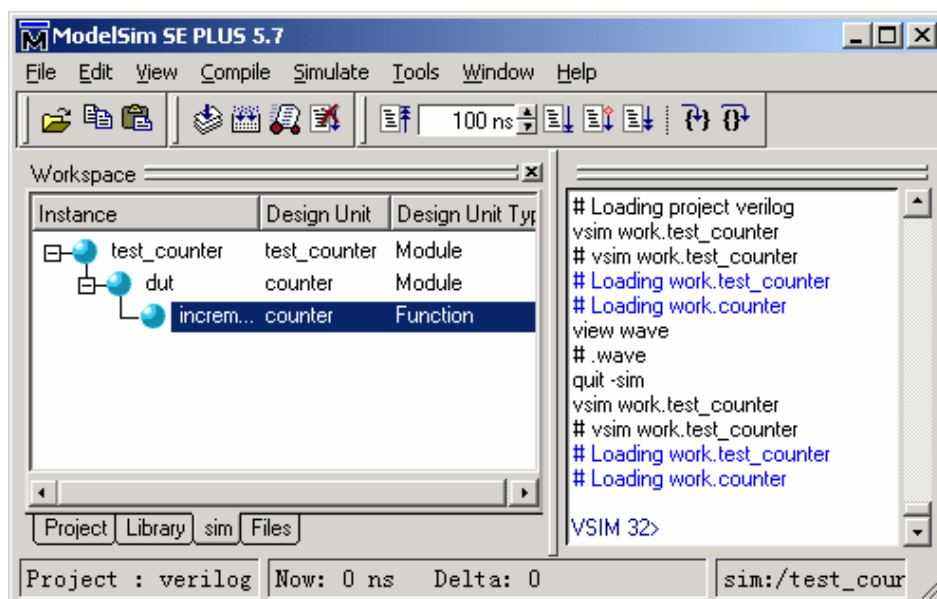 ModelSim SE PLUS 5.7
File Edit View Compile Simulate Tools Window Help
100 ns
Workspace
Instance Design Unit Design Unit Typ
test_counter test_counter Module
dut counter Module
increm... counter Function
Project Library sim Files
# Loading project verilog
vsim work.test_counter
# vsim work.test_counter
# Loading work.test_counter
# Loading work.counter
view wave
# .wave
quit -sim
vsim work.test_counter
# vsim work.test_counter
# Loading work.test_counter
# Loading work.counter
VSIM 32>
Project : verilog Now: 0 ns Delta: 0 sim:/test_cour